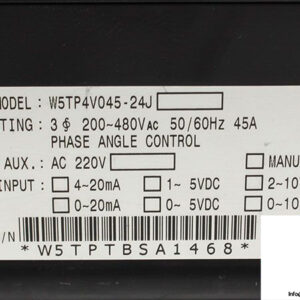 MODEL: W5TP4V045-24J
TING: 3ϕ 200~480VAC 50/60Hz 45A
PHASE ANGLE CONTROL
AUX.: AC 220V MANU
INPUT: 4~20mA 1~ 5VDC 2~10
0~20mA 0~ 5VDC 0~10
/N
*W5TPTBSA1468*